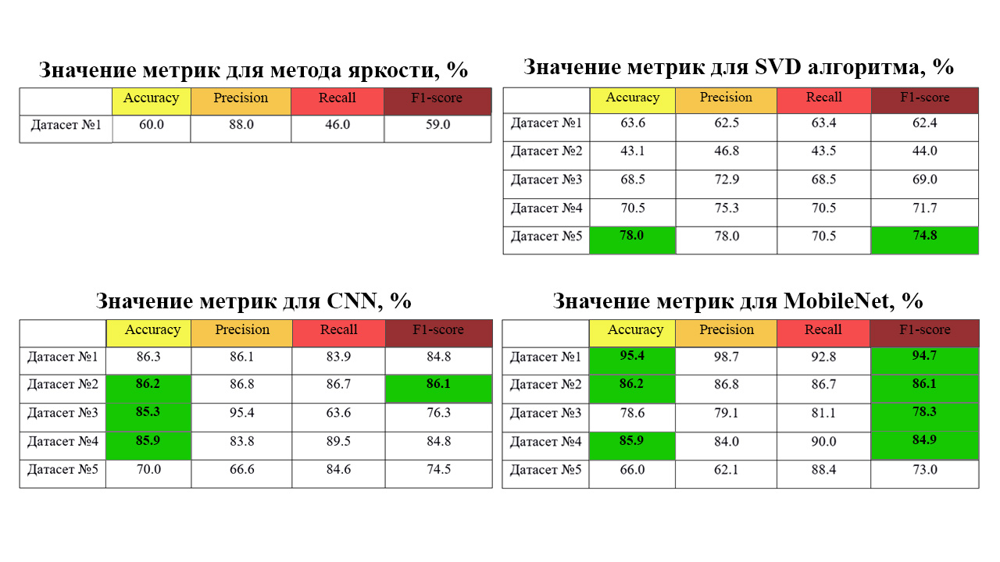 Значение метрик для метода яркости, %
Accuracy Precision Recall F1-score
Датасет №1 60.0 88.0 46.0 59.0
Значение метрик для SVD алгоритма, %
Accuracy Precision Recall F1-score
Датасет №1 63.6 62.5 63.4 62.4
Датасет №2 43.1 46.8 43.5 44.0
Датасет №3 68.5 72.9 68.5 69.0
Датасет №4 70.5 75.3 70.5 71.7
Датасет №5 78.0 78.0 70.5 74.8
Значение метрик для CNN, %
Accuracy Precision Recall F1-score
Датасет №1 86.3 86.1 83.9 84.8
Датасет №2 86.2 86.8 86.7 86.1
Датасет №3 85.3 95.4 63.6 76.3
Датасет №4 85.9 83.8 89.5 84.8
Датасет №5 70.0 66.6 84.6 74.5
Значение метрик для MobileNet, %
Accuracy Precision Recall F1-score
Датасет №1 95.4 98.7 92.8 94.7
Датасет №2 86.2 86.8 86.7 86.1
Датасет №3 78.6 79.1 81.1 78.3
Датасет №4 85.9 84.0 90.0 84.9
Датасет №5 66.0 62.1 88.4 73.0